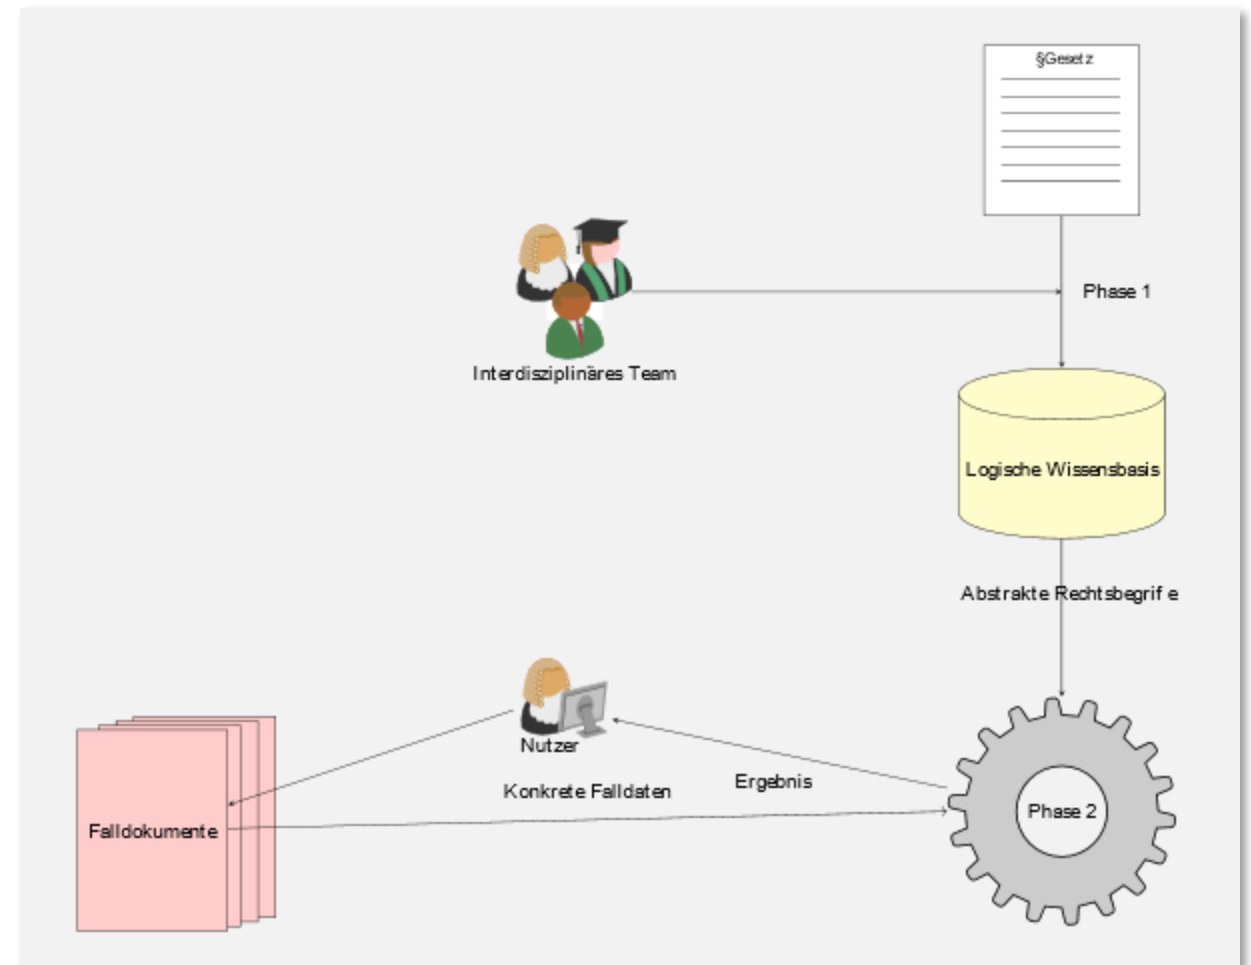 §Gesetz
Phase 1
Interdisziplinäres Team
Logische Wissensbasis
Abstrakte Rechtsbegrif e
Nutzer
Ergebnis
Konkrete Falldaten
Phase 2
Falldokumente